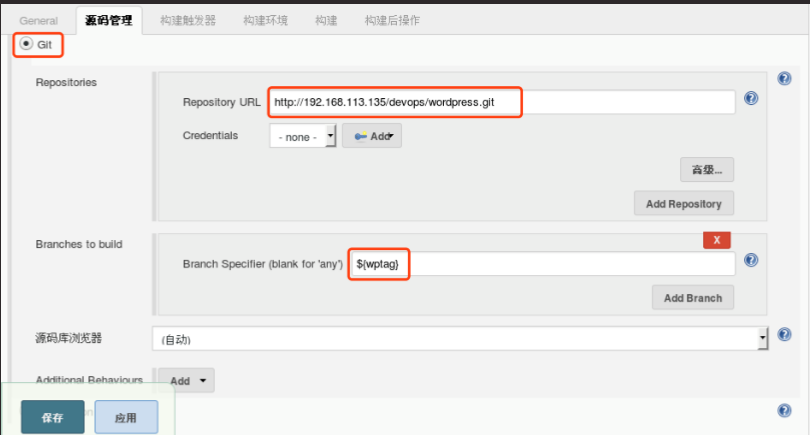 General 源码管理 构建触发器 构建环境 构建 构建后操作
Git
Repositories
Repository URL http://192.168.113.135/devops/wordpress.git
Credentials - none - Add
高级...
Add Repository
Branches to build
X
Branch Specifier (blank for 'any') ${wptag}
Add Branch
源码库浏览器 (自动)
Additional Behaviours Add
保存 应用